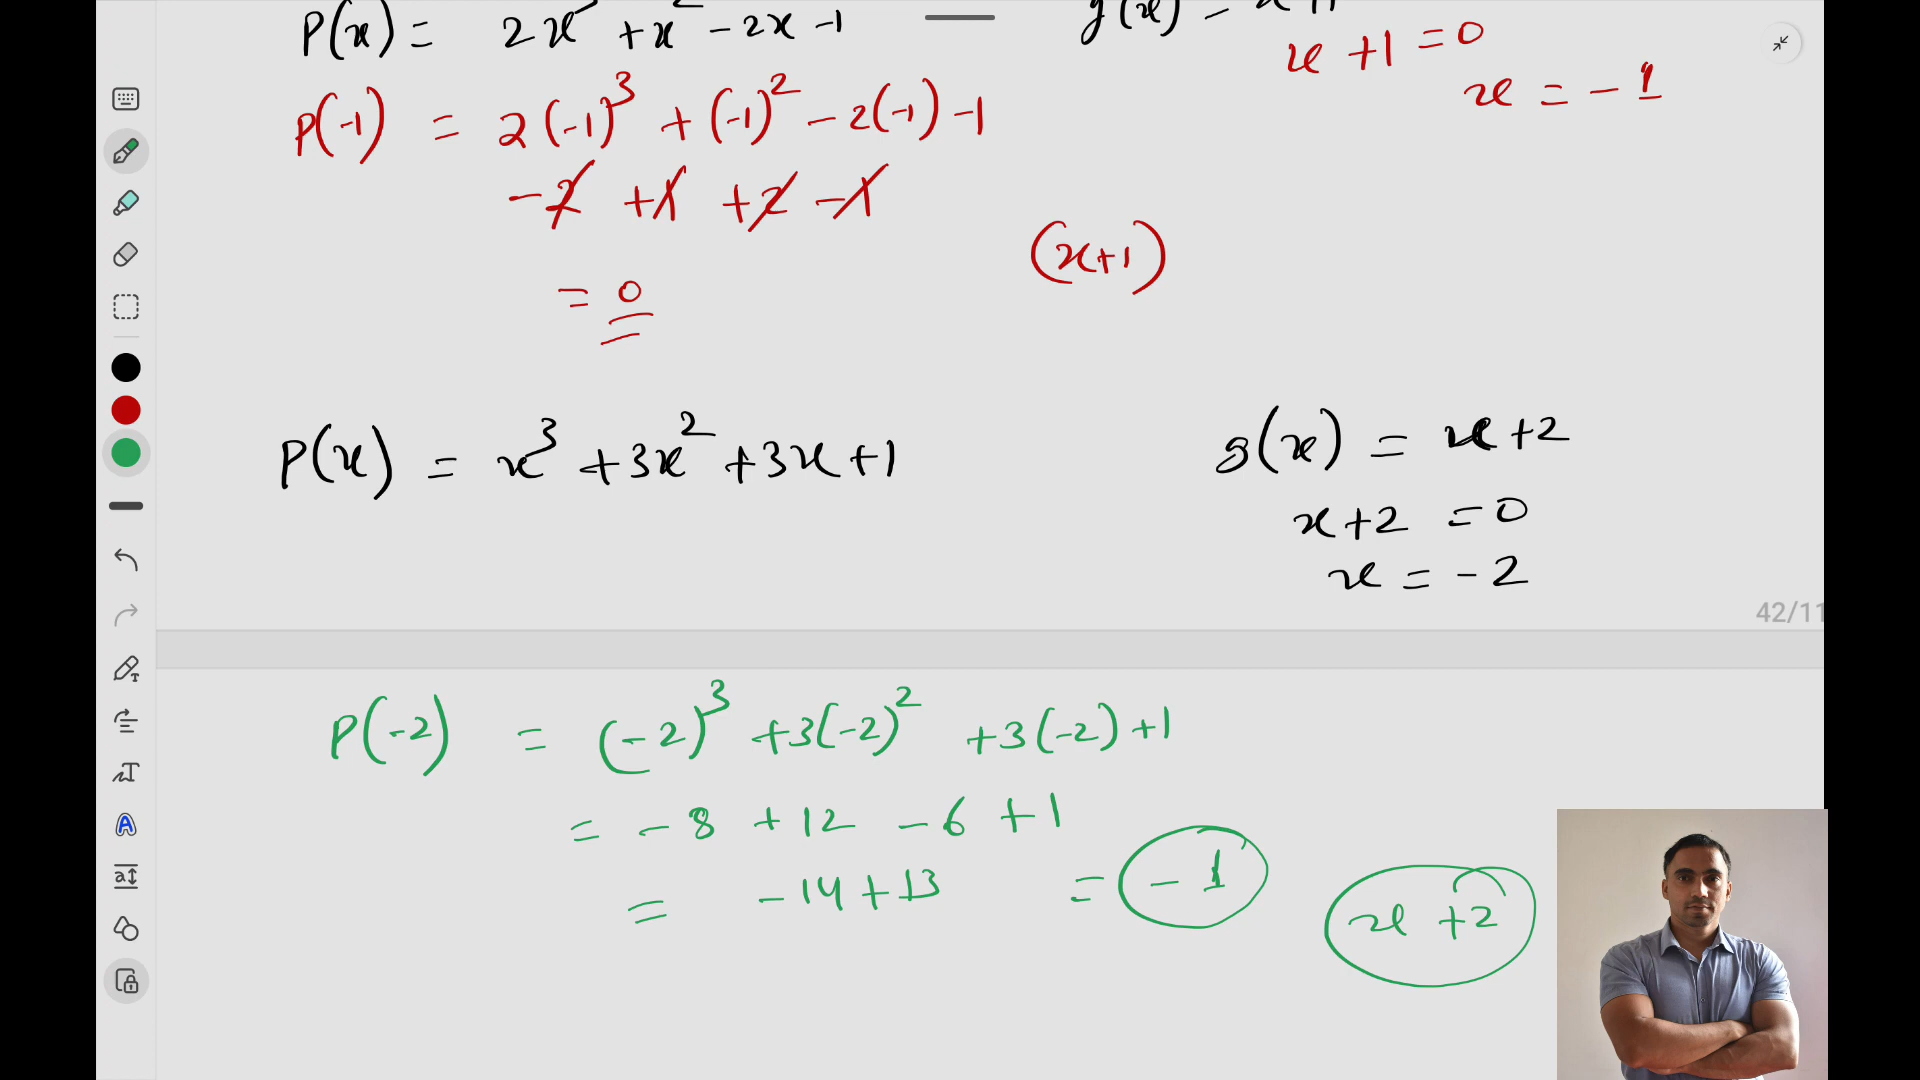 P(x) = 2x³ + x² - 2x - 1 g(x) = x + 1
x + 1 = 0
P(-1) = 2(-1)³ + (-1)² - 2(-1) - 1
x = -1
-2 + 1 + 2 - 1
(x+1)
= 0
P(x) = x³ + 3x² + 3x + 1 g(x) = x + 2
x + 2 = 0
x = -2
42/11
P(-2) = (-2)³ + 3(-2)² + 3(-2) + 1
= -8 + 12 - 6 + 1
= -14 + 13 = -1
x + 2